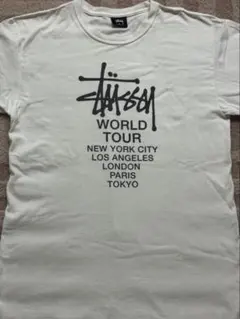 Stüssy
WORLD
TOUR
NEW YORK CITY
LOS ANGELES
LONDON
PARIS
TOKYO